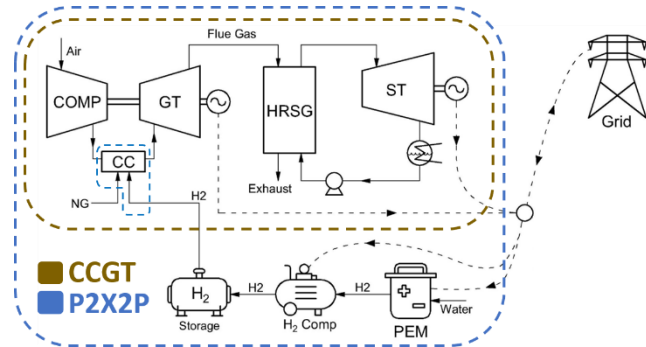 Flue Gas
Air
COMP
GT
HRSG
ST
Grid
CC
Exhaust
NG
H2
CCGT
P2X2P
H₂
H2
H2
Water
Storage
H₂ Comp
PEM